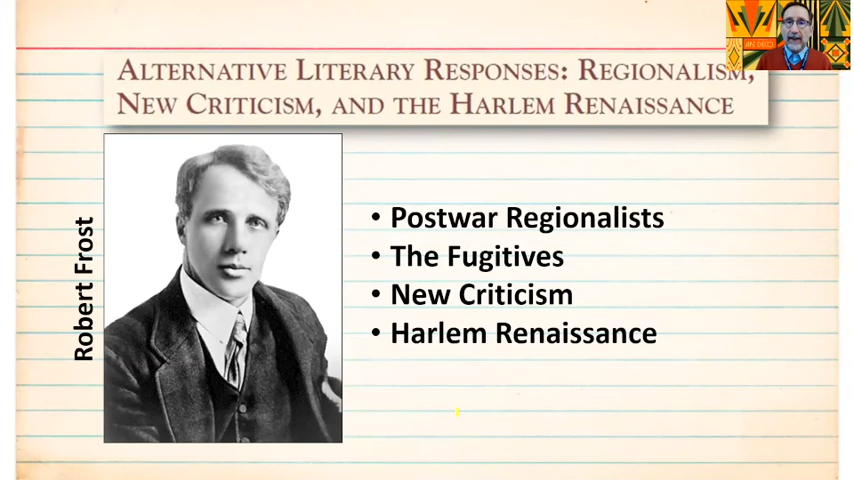 ALTERNATIVE LITERARY RESPONSES: REGIONALISM,
NEW CRITICISM, AND THE HARLEM RENAISSANCE
Robert Frost
• Postwar Regionalists
• The Fugitives
• New Criticism
• Harlem Renaissance